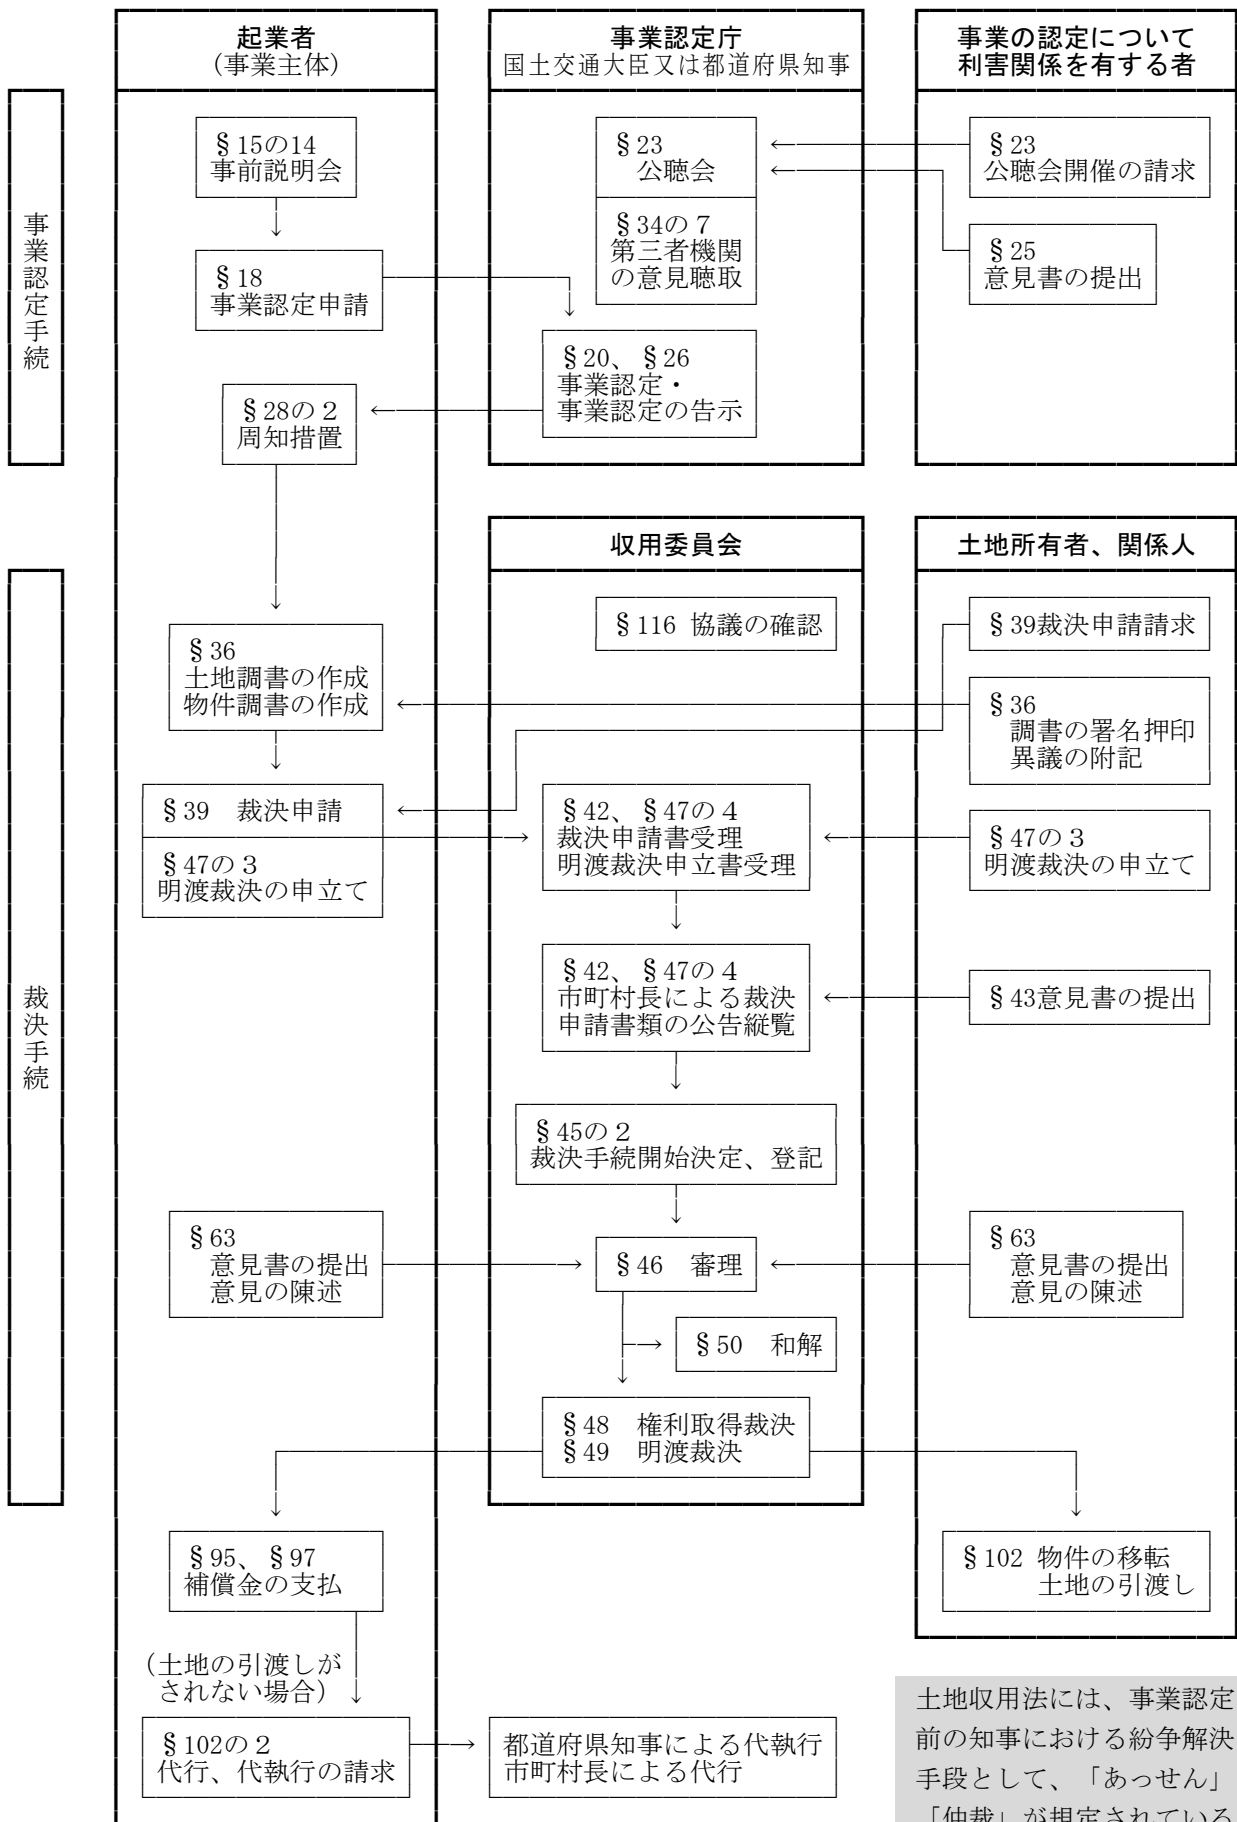 起業者
（事業主体）
事業認定庁
国土交通大臣又は都道府県知事
事業の認定について
利害関係を有する者
事業認定手続
§15の14
事前説明会
§18
事業認定申請
§28の２
周知措置
§23
公聴会
§34の７
第三者機関
の意見聴取
§20、§26
事業認定・
事業認定の告示
§23
公聴会開催の請求
§25
意見書の提出
収用委員会
土地所有者、関係人
裁決手続
§116 協議の確認
§39裁決申請請求
§36
土地調書の作成
物件調書の作成
§36
調書の署名押印
異議の附記
§39　裁決申請
§47の３
明渡裁決の申立て
§42、§47の４
裁決申請書受理
明渡裁決申立書受理
§47の３
明渡裁決の申立て
§42、§47の４
市町村長による裁決
申請書類の公告縦覧
§43意見書の提出
§45の２
裁決手続開始決定、登記
§63
意見書の提出
意見の陳述
§46　審理
§63
意見書の提出
意見の陳述
§50　和解
§48　権利取得裁決
§49　明渡裁決
§95、§97
補償金の支払
§102 物件の移転
土地の引渡し
（土地の引渡しが
されない場合）
§102の２
代行、代執行の請求
都道府県知事による代執行
市町村長による代行
土地収用法には、事業認定
前の知事における紛争解決
手段として、「あっせん」
「仲裁」が規定されている